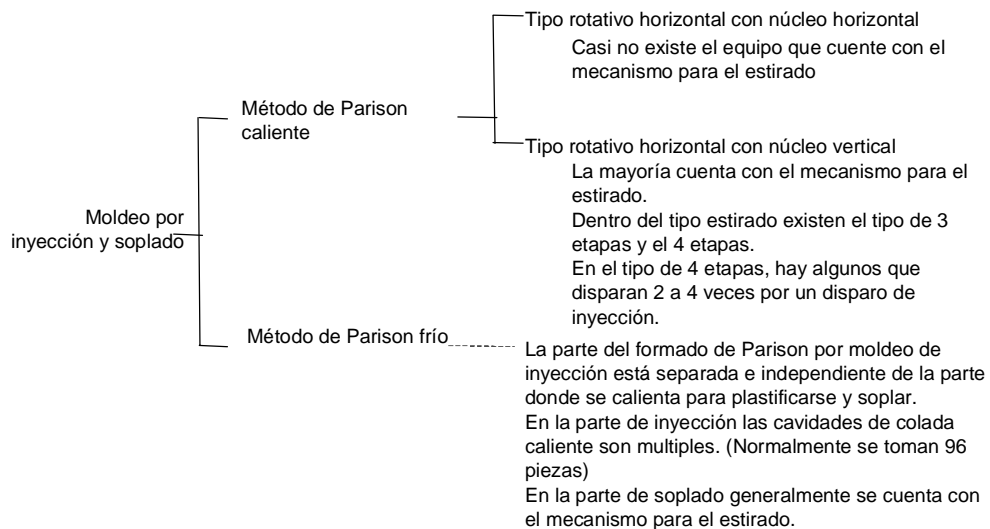 Tipo rotativo horizontal con núcleo horizontal
Casi no existe el equipo que cuente con el
mecanismo para el estirado
Método de Parison
caliente
Tipo rotativo horizontal con núcleo vertical
La mayoría cuenta con el mecanismo para el
estirado.
Dentro del tipo estirado existen el tipo de 3
etapas y el 4 etapas.
En el tipo de 4 etapas, hay algunos que
disparan 2 a 4 veces por un disparo de
inyección.
Moldeo por
inyección y soplado
Método de Parison frío
La parte del formado de Parison por moldeo de
inyección está separada e independiente de la parte
donde se calienta para plastificarse y soplar.
En la parte de inyección las cavidades de colada
caliente son multiples. (Normalmente se toman 96
piezas)
En la parte de soplado generalmente se cuenta con
el mecanismo para el estirado.